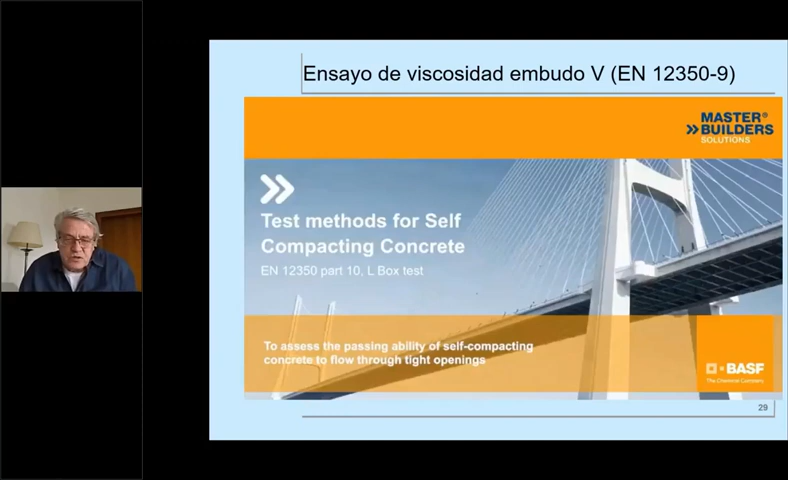 Ensayo de viscosidad embudo V (EN 12350-9)
MASTER®
BUILDERS
SOLUTIONS
Test methods for Self
Compacting Concrete
EN 12350 part 10, L Box test
To assess the passing ability of self-compacting
concrete to flow through tight openings
BASF
The Chemical Company
29